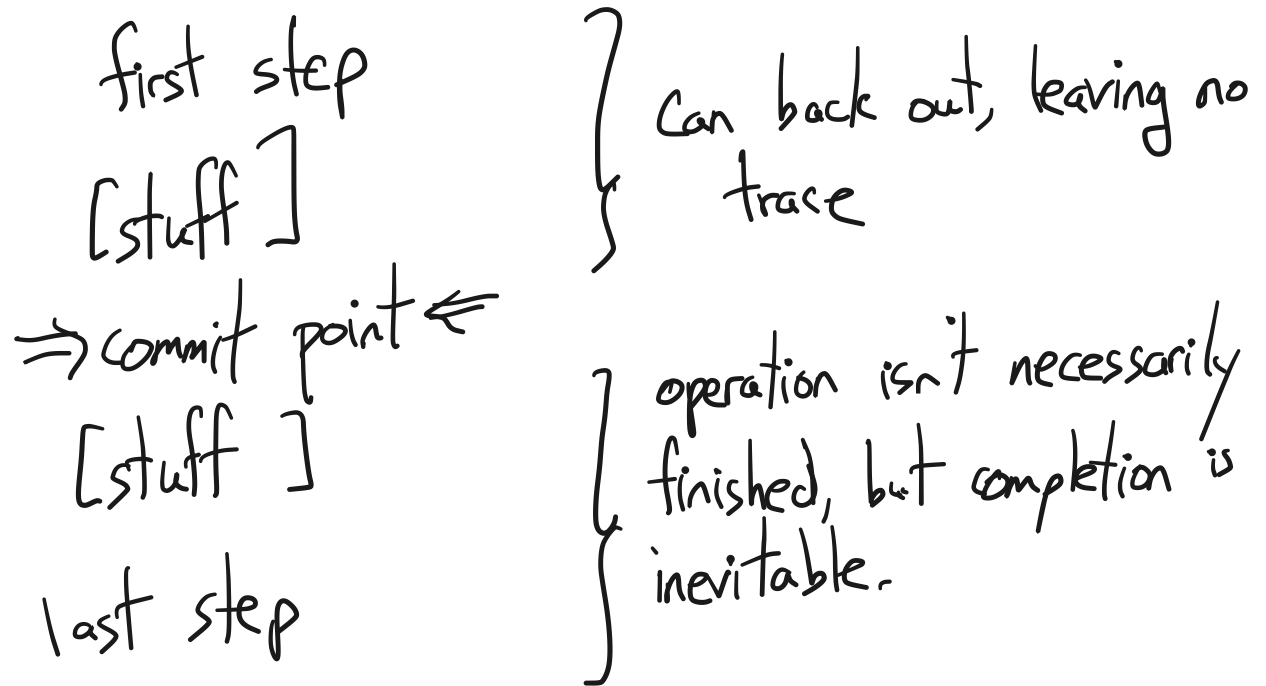 first step
[stuff]
⇒ commit point ⇐
[stuff]
last step
can back out, leaving no
trace
operation isn't necessarily
finished, but completion is
inevitable.